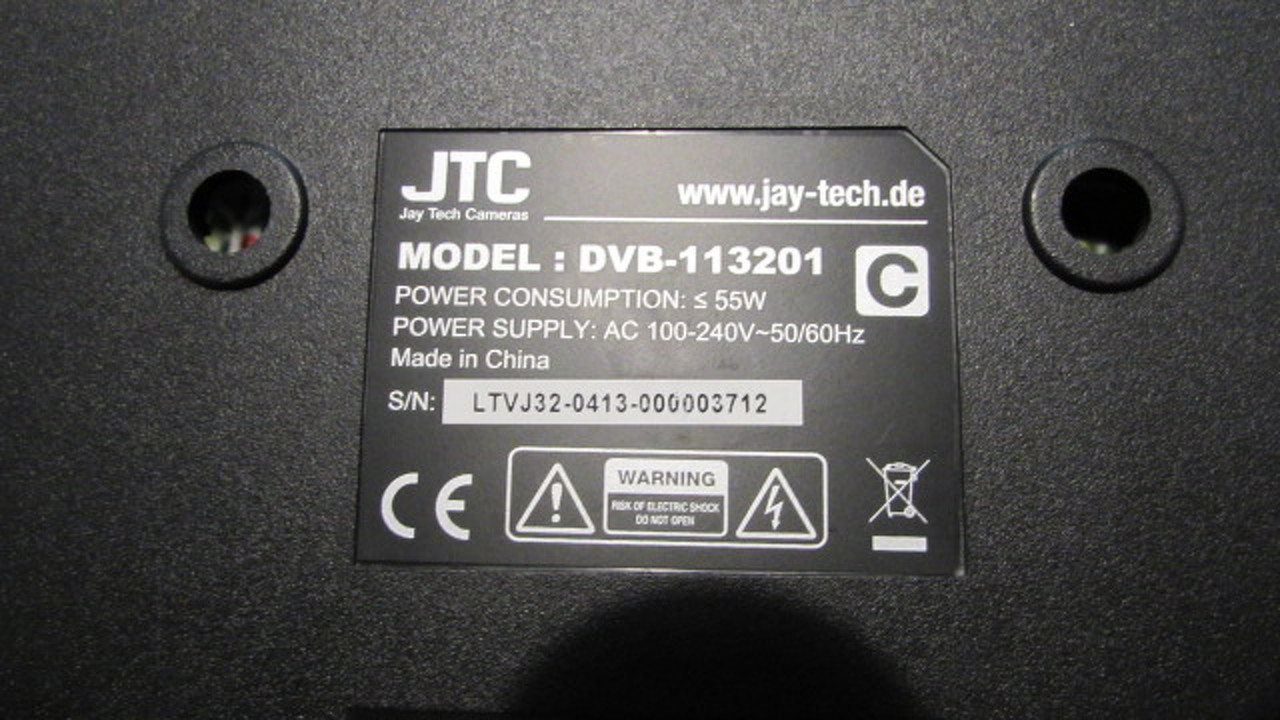 JTC
Jay Tech Cameras
www.jay-tech.de
MODEL : DVB-113201
C
POWER CONSUMPTION: ≤ 55W
POWER SUPPLY: AC 100-240V~50/60Hz
Made in China
S/N: LTVJ32-0413-000003712
CE
WARNING
RISK OF ELECTRIC SHOCK
DO NOT OPEN